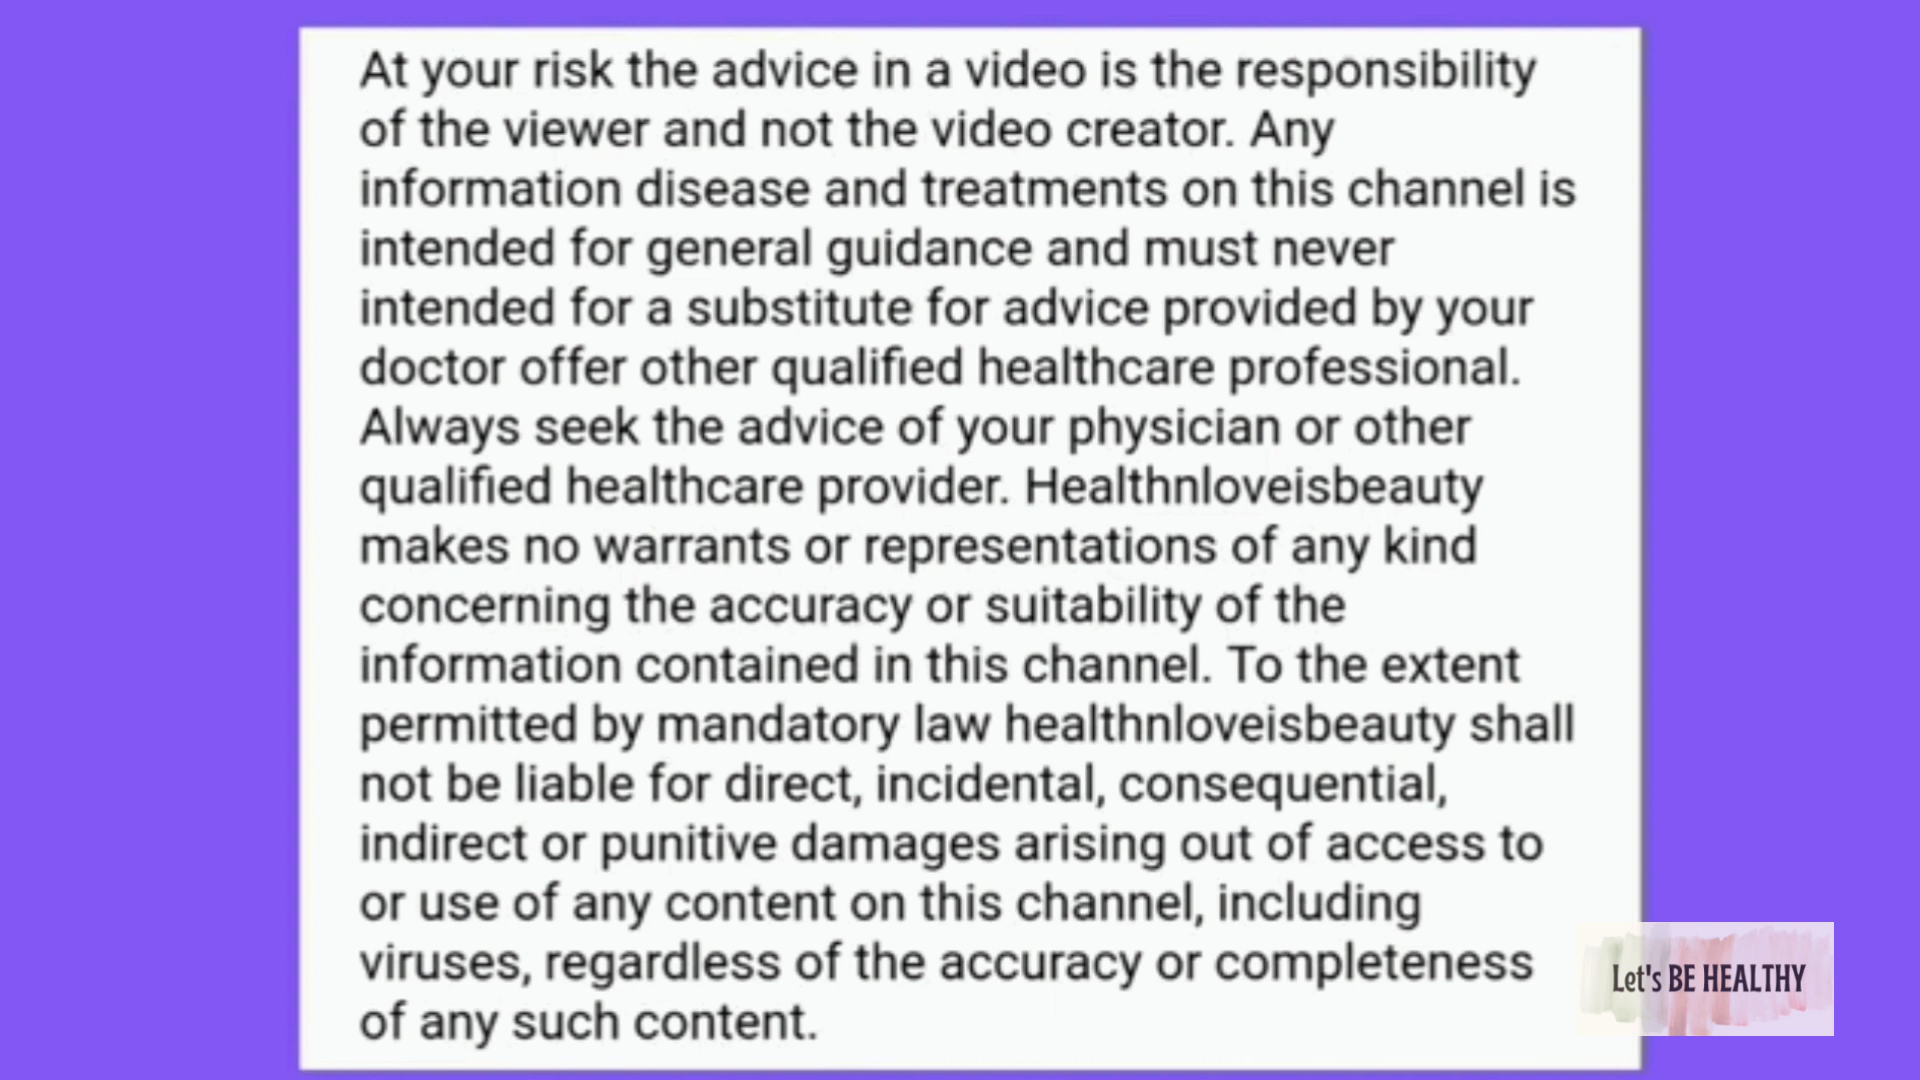 At your risk the advice in a video is the responsibility
of the viewer and not the video creator. Any
information disease and treatments on this channel is
intended for general guidance and must never
intended for a substitute for advice provided by your
doctor offer other qualified healthcare professional.
Always seek the advice of your physician or other
qualified healthcare provider. Healthnloveisbeauty
makes no warrants or representations of any kind
concerning the accuracy or suitability of the
information contained in this channel. To the extent
permitted by mandatory law healthnloveisbeauty shall
not be liable for direct, incidental, consequential,
indirect or punitive damages arising out of access to
or use of any content on this channel, including
viruses, regardless of the accuracy or completeness
of any such content.
Let's BE HEALTHY